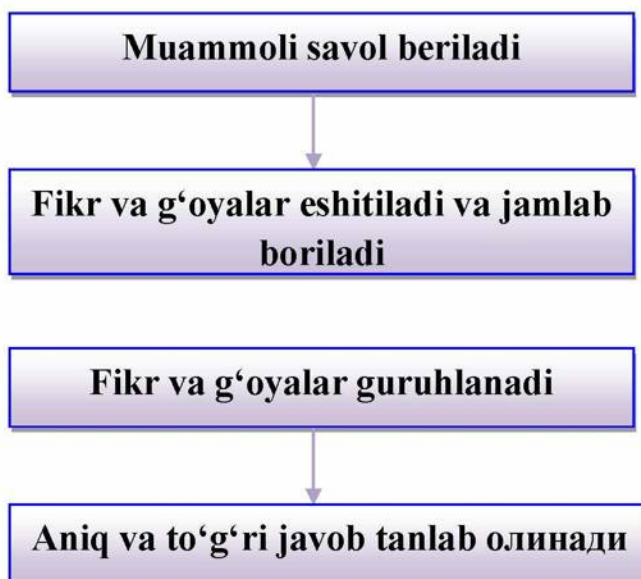 Muammoli savol beriladi
Fikr va g‘oyalar eshitiladi va jamlab
boriladi
Fikr va g‘oyalar guruhlanadi
Aniq va to‘g‘ri javob tanlab олинади